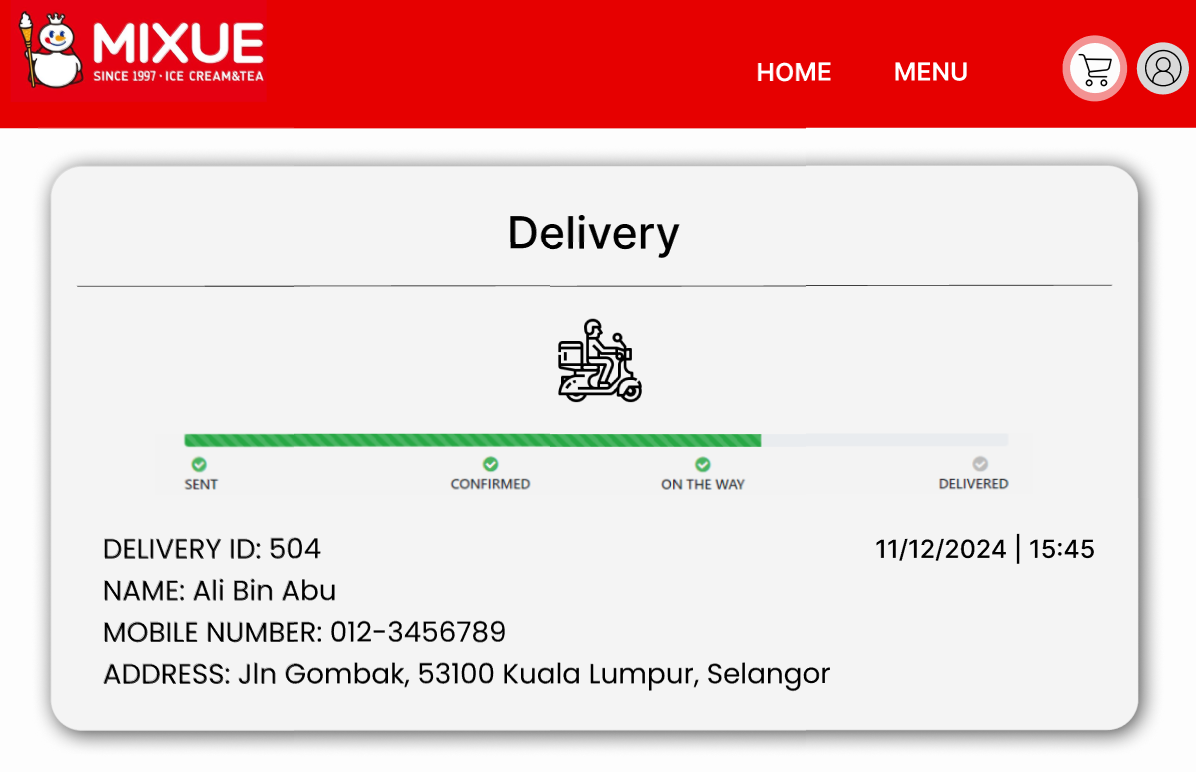 MIXUE
SINCE 1997 · ICE CREAM&TEA
HOME MENU
Delivery
SENT CONFIRMED ON THE WAY DELIVERED
DELIVERY ID: 504 11/12/2024 | 15:45
NAME: Ali Bin Abu
MOBILE NUMBER: 012-3456789
ADDRESS: Jln Gombak, 53100 Kuala Lumpur, Selangor